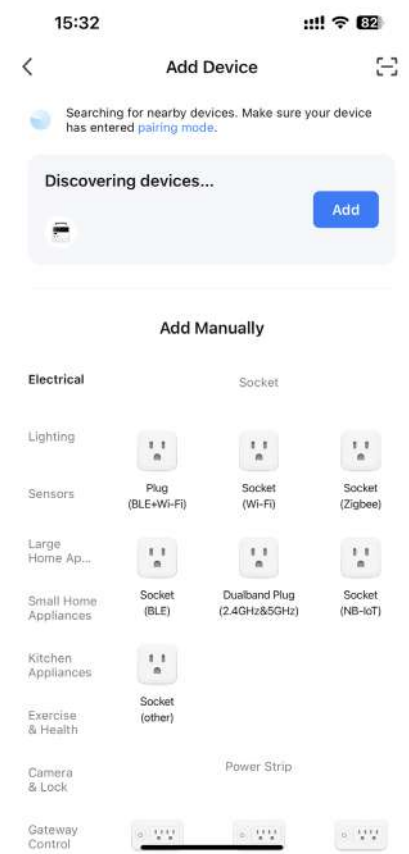 15:32
82
Add Device
Searching for nearby devices. Make sure your device
has entered pairing mode.
Discovering devices...
Add
Add Manually
Electrical
Socket
Lighting
Plug
(BLE+Wi-Fi)
Socket
(Wi-Fi)
Socket
(Zigbee)
Sensors
Large
Home Ap...
Socket
(BLE)
Dualband Plug
(2.4GHz&5GHz)
Socket
(NB-IoT)
Small Home
Appliances
Kitchen
Appliances
Socket
(other)
Exercise
& Health
Power Strip
Camera
& Lock
Gateway
Control